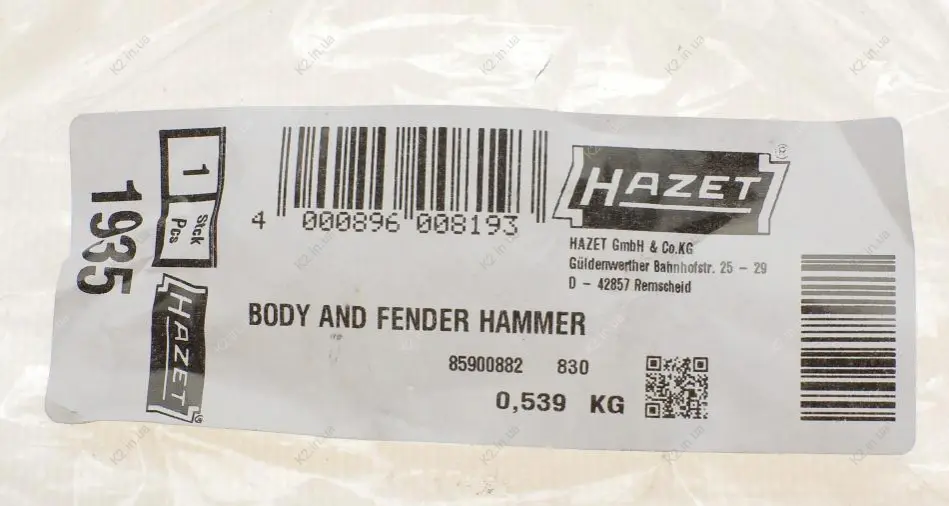 1935
1
Stck
Pcs
HAZET
4 000896 008193
HAZET
HAZET GmbH & Co.KG
Güldenwerther Bahnhofstr. 25 - 29
D - 42857 Remscheid
BODY AND FENDER HAMMER
85900882 830
0,539 KG
K2.in.ua